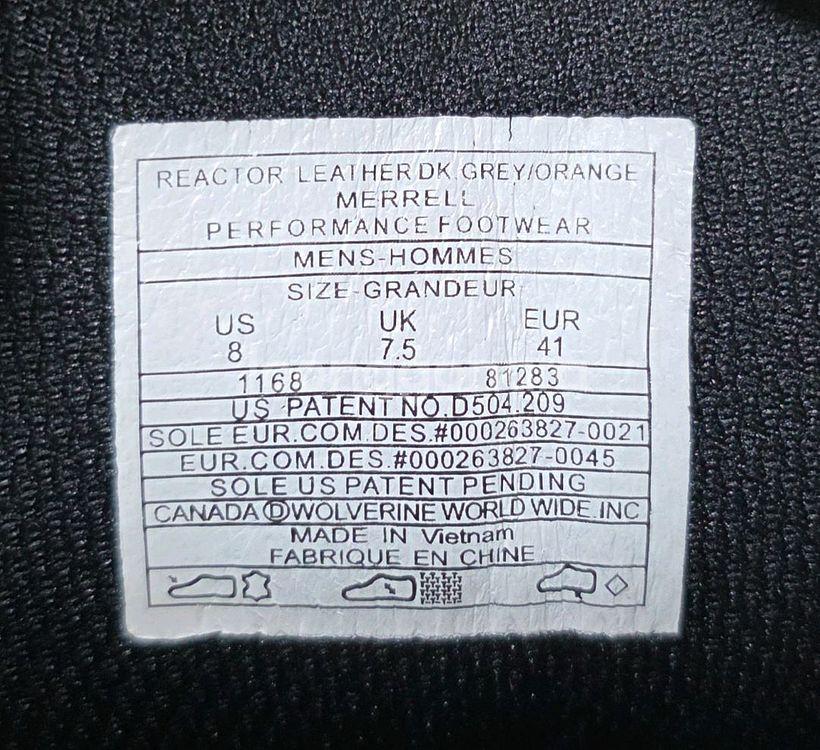 REACTOR LEATHER DK.GREY/ORANGE
MERRELL
PERFORMANCE FOOTWEAR
MENS-HOMMES
SIZE-GRANDEUR
US UK EUR
8 7.5 41
1168 81283
US PATENT NO.D504.209
SOLE EUR.COM.DES.#000263827-0021
EUR.COM.DES.#000263827-0045
SOLE US PATENT PENDING
CANADA Ⓓ WOLVERINE WORLD WIDE.INC
MADE IN Vietnam
FABRIQUE EN CHINE